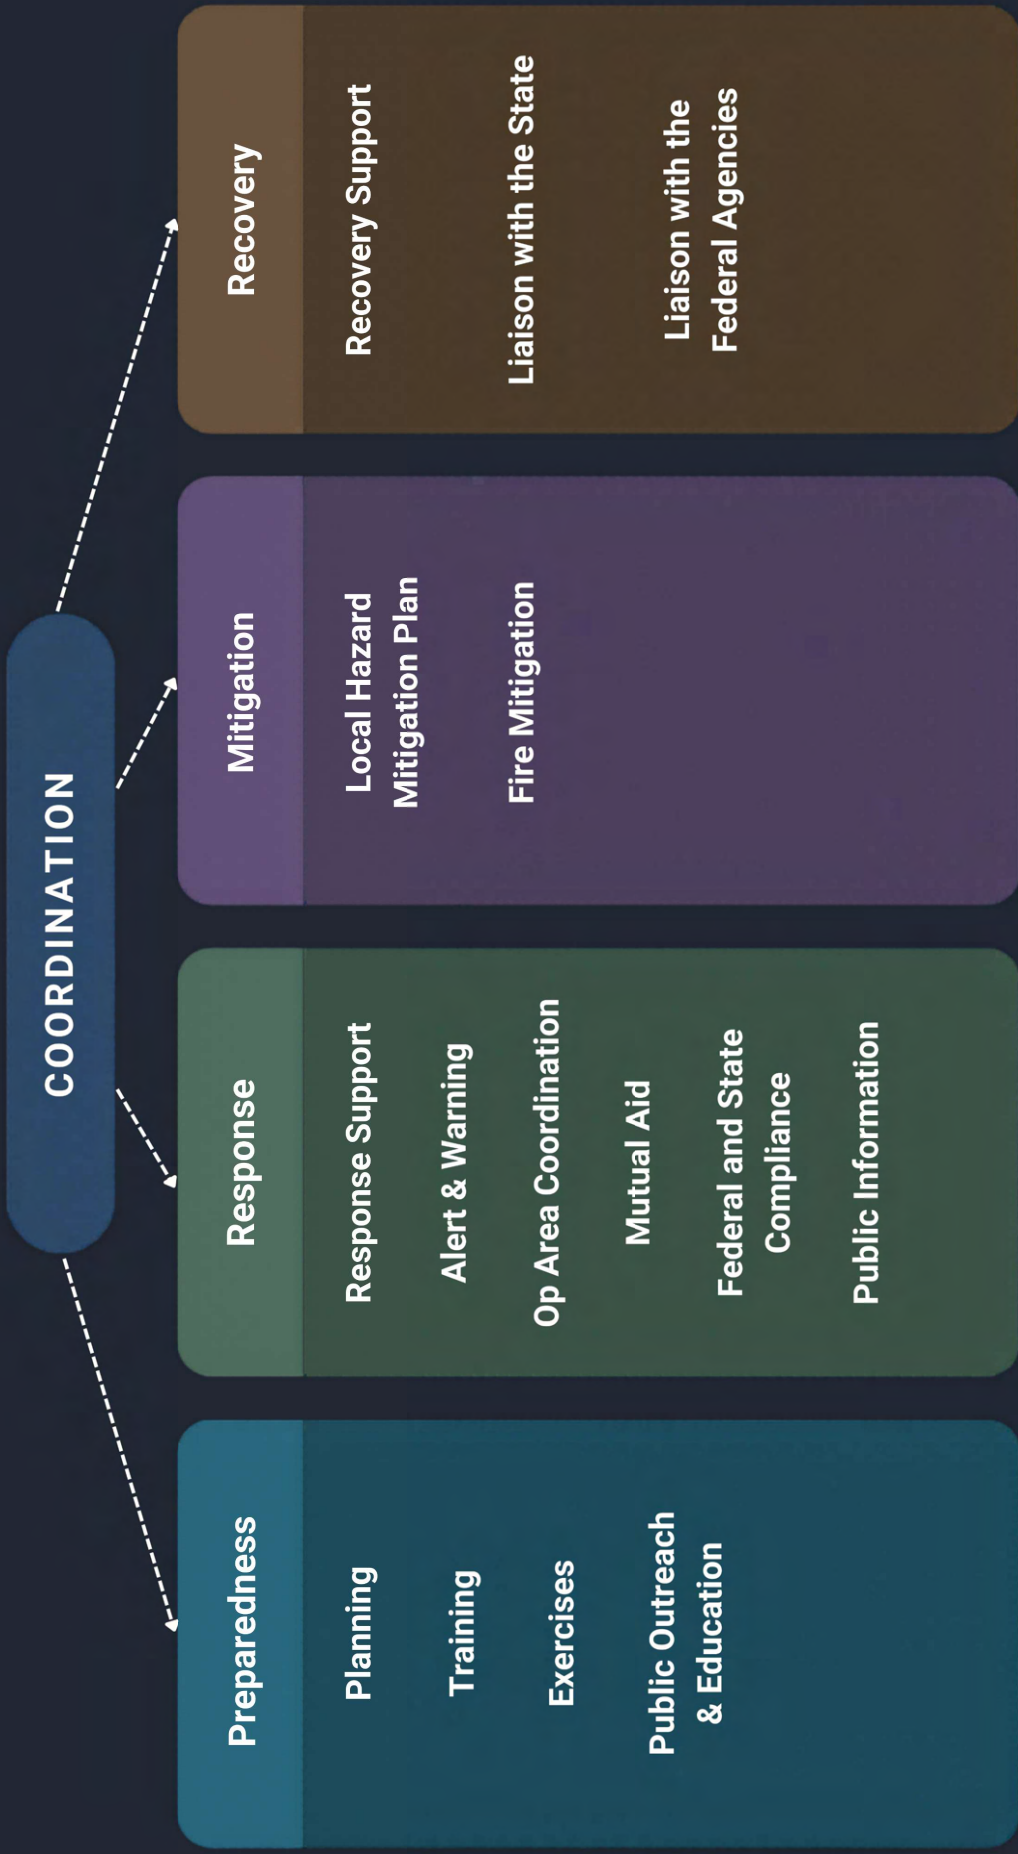 COORDINATION
Preparedness
Planning
Training
Exercises
Public Outreach
& Education
Response
Response Support
Alert & Warning
Op Area Coordination
Mutual Aid
Federal and State
Compliance
Public Information
Mitigation
Local Hazard
Mitigation Plan
Fire Mitigation
Recovery
Recovery Support
Liaison with the State
Liaison with the
Federal Agencies